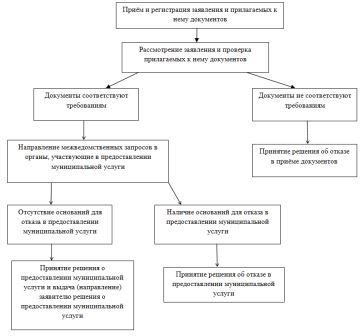 Приём и регистрация заявления и прилагаемых к
нему документов
Рассмотрение заявления и проверка
прилагаемых к нему документов
Документы соответствуют
требованиям
Документы не соответствуют
требованиям
Направление межведомственных запросов в
органы, участвующие в предоставлении
муниципальной услуги
Принятие решения об отказе
в приёме документов
Отсутствие оснований для
отказа в предоставлении
муниципальной услуги
Наличие оснований для отказа в
предоставлении муниципальной
услуги
Принятие решения о
предоставлении муниципальной
услуги и выдача (направление)
заявителю решения о
предоставлении муниципальной
услуги
Принятие решения об отказе в
предоставлении муниципальной
услуги